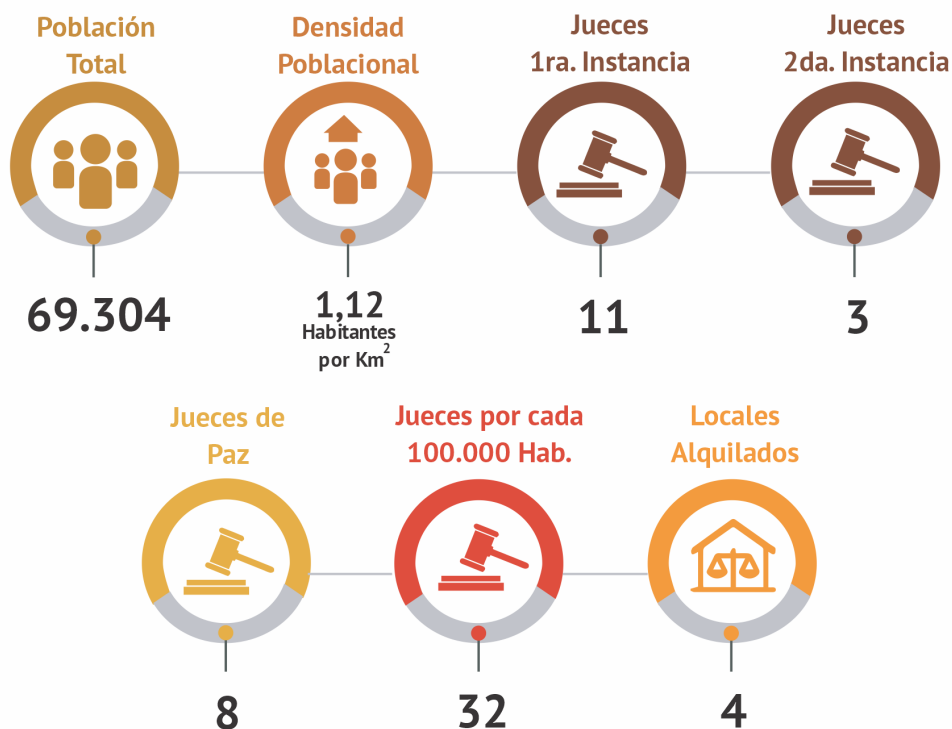 Población
Total
69.304
Densidad
Poblacional
1,12
Habitantes
por Km²
Jueces
1ra. Instancia
11
Jueces
2da. Instancia
3
Jueces de
Paz
8
Jueces por cada
100.000 Hab.
32
Locales
Alquilados
4